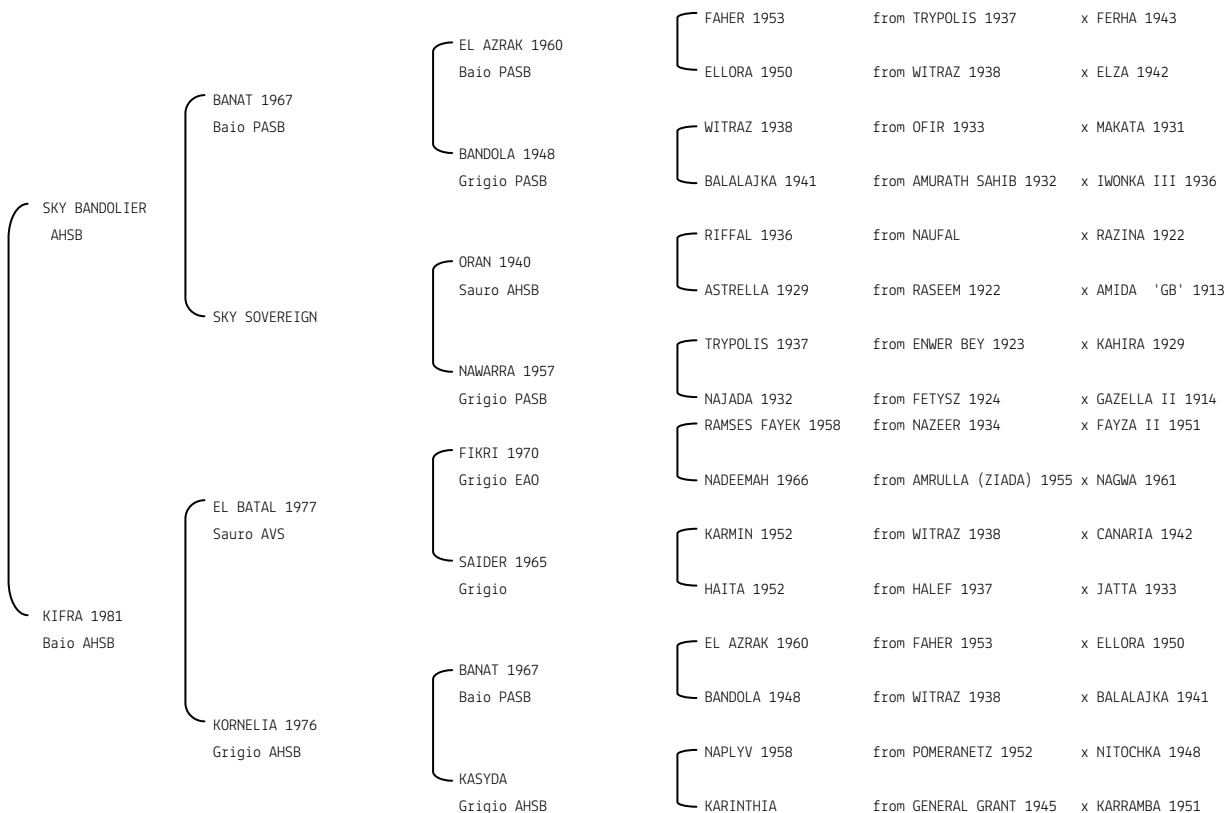 FAHER 1953 from TRYPOLIS 1937 x FERHA 1943
EL AZRAK 1960
Baio PASB
ELLORA 1950 from WITRAZ 1938 x ELZA 1942
BANAT 1967
Baio PASB
WITRAZ 1938 from OFIR 1933 x MAKATA 1931
BANDOLA 1948
Grigio PASB
BALALAJKA 1941 from AMURATH SAHIB 1932 x IWONKA III 1936
SKY BANDOLIER
AHSB
RIFFAL 1936 from NAUFAL x RAZINA 1922
ORAN 1940
Sauro AHSB
ASTRELLA 1929 from RASEEM 1922 x AMIDA 'GB' 1913
SKY SOVEREIGN
TRYPOLIS 1937 from ENWER BEY 1923 x KAHIRA 1929
NAWARRA 1957
Grigio PASB
NAJADA 1932 from FETYSZ 1924 x GAZELLA II 1914
RAMSES FAYEK 1958 from NAZEER 1934 x FAYZA II 1951
FIKRI 1970
Grigio EAO
NADEEMAH 1966 from AMRULLA (ZIADA) 1955 x NAGWA 1961
EL BATAL 1977
Sauro AVS
KARMIN 1952 from WITRAZ 1938 x CANARIA 1942
SAIDER 1965
Grigio
HAITA 1952 from HALEF 1937 x JATTA 1933
KIFRA 1981
Baio AHSB
EL AZRAK 1960 from FAHER 1953 x ELLORA 1950
BANAT 1967
Baio PASB
BANDOLA 1948 from WITRAZ 1938 x BALALAJKA 1941
KORNELIA 1976
Grigio AHSB
NAPLYV 1958 from POMERANETZ 1952 x NITOCHKA 1948
KASYDA
Grigio AHSB
KARINTHIA from GENERAL GRANT 1945 x KARRAMBA 1951